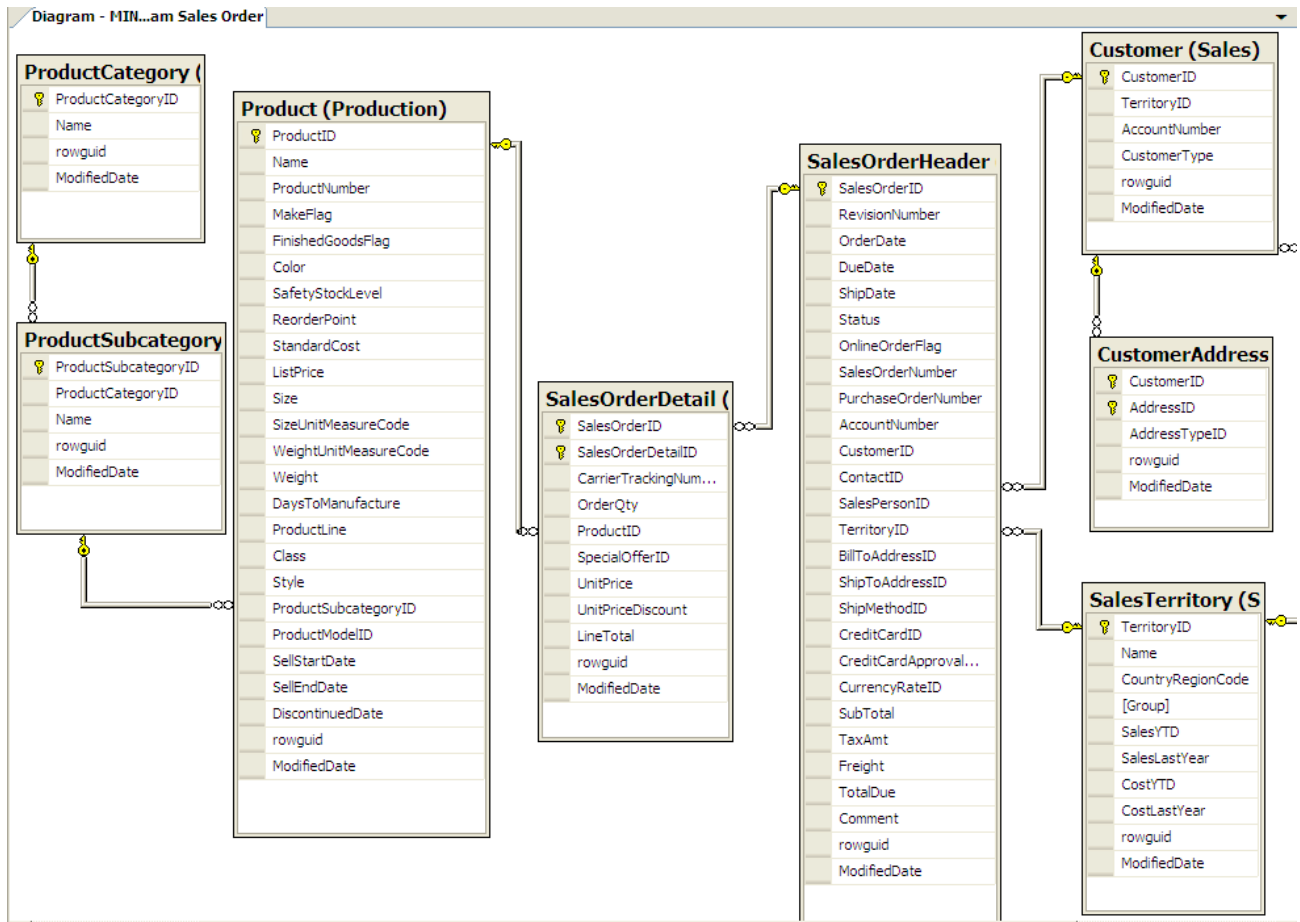 Diagram - MIN...am Sales Order
ProductCategory (
ProductCategoryID
Name
rowguid
ModifiedDate
ProductSubcategory
ProductSubcategoryID
ProductCategoryID
Name
rowguid
ModifiedDate
Product (Production)
ProductID
Name
ProductNumber
MakeFlag
FinishedGoodsFlag
Color
SafetyStockLevel
ReorderPoint
StandardCost
ListPrice
Size
SizeUnitMeasureCode
WeightUnitMeasureCode
Weight
DaysToManufacture
ProductLine
Class
Style
ProductSubcategoryID
ProductModelID
SellStartDate
SellEndDate
DiscontinuedDate
rowguid
ModifiedDate
SalesOrderDetail (
SalesOrderID
SalesOrderDetailID
CarrierTrackingNum...
OrderQty
ProductID
SpecialOfferID
UnitPrice
UnitPriceDiscount
LineTotal
rowguid
ModifiedDate
SalesOrderHeader
SalesOrderID
RevisionNumber
OrderDate
DueDate
ShipDate
Status
OnlineOrderFlag
SalesOrderNumber
PurchaseOrderNumber
AccountNumber
CustomerID
ContactID
SalesPersonID
TerritoryID
BillToAddressID
ShipToAddressID
ShipMethodID
CreditCardID
CreditCardApproval...
CurrencyRateID
SubTotal
TaxAmt
Freight
TotalDue
Comment
rowguid
ModifiedDate
Customer (Sales)
CustomerID
TerritoryID
AccountNumber
CustomerType
rowguid
ModifiedDate
CustomerAddress
CustomerID
AddressID
AddressTypeID
rowguid
ModifiedDate
SalesTerritory (S
TerritoryID
Name
CountryRegionCode
[Group]
SalesYTD
SalesLastYear
CostYTD
CostLastYear
rowguid
ModifiedDate